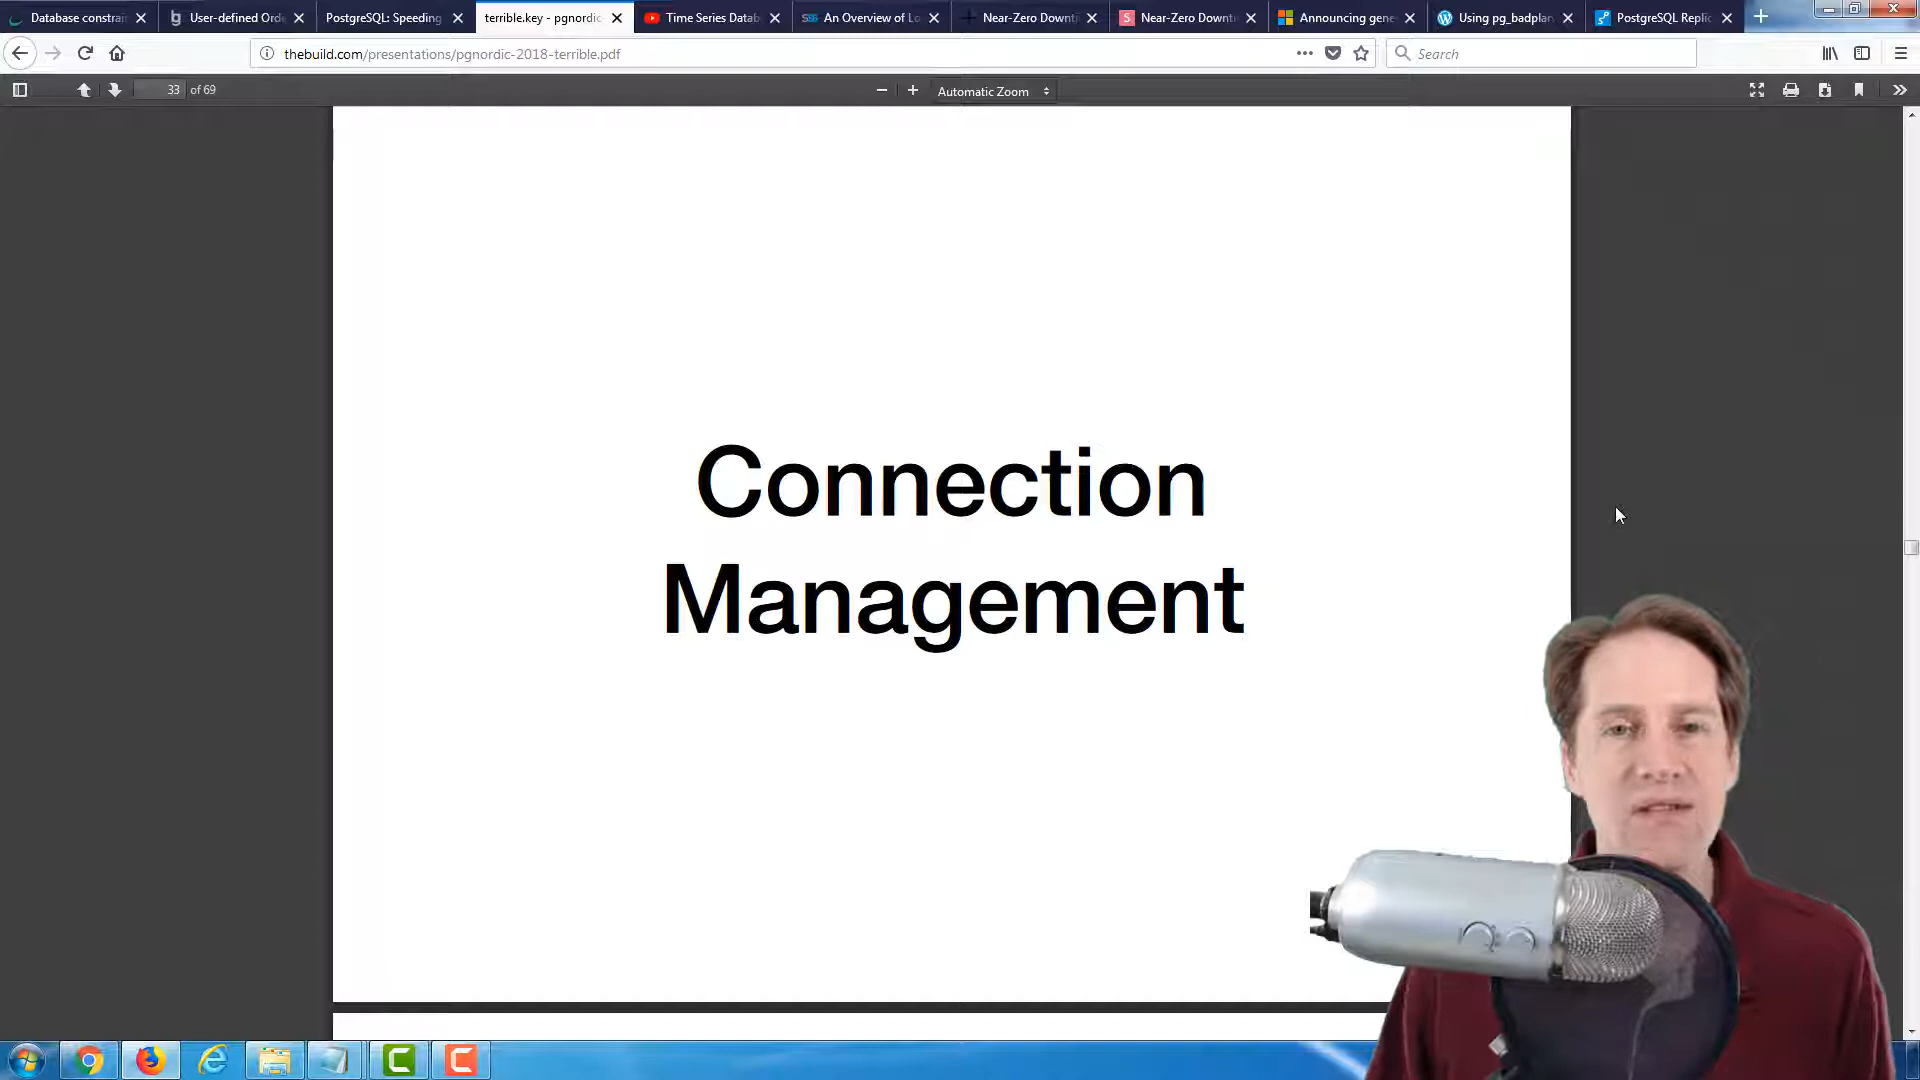 Database constrai
User-defined Orde
PostgreSQL: Speeding
terrible.key - pgnordic-
Time Series Datab
An Overview of Lo
Near-Zero Downti
Near-Zero Downti
Announcing gene
Using pg_badplan
PostgreSQL Replic
thebuild.com/presentations/pgnordic-2018-terrible.pdf
Search
33 of 69
Automatic Zoom
Connection
Management